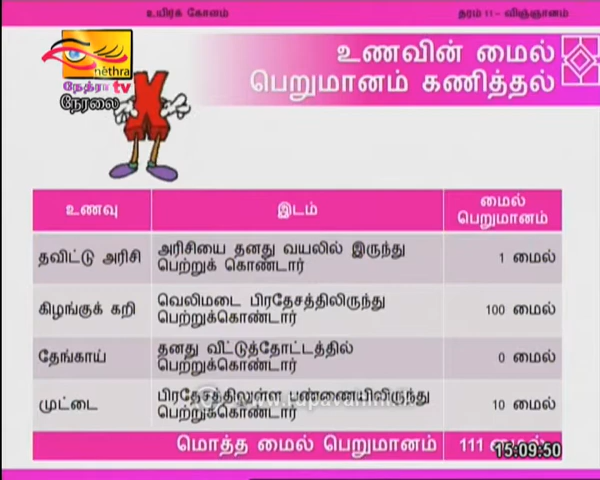 உயிர்க் கோளம்
தரம் 11 – விஞ்ஞானம்
nethra
நேத்ரா tv
நேரலை
உணவின் மைல்
பெறுமானம் கணித்தல்
உணவு
இடம்
மைல்
பெறுமானம்
தவிட்டு அரிசி
அரிசியை தனது வயலில் இருந்து
பெற்றுக் கொண்டார்
1 மைல்
கிழங்குக் கறி
வெலிமடை பிரதேசத்திலிருந்து
பெற்றுக்கொண்டார்
100 மைல்
தேங்காய்
தனது வீட்டுத்தோட்டத்தில்
பெற்றுக்கொண்டார்
0 மைல்
முட்டை
பிரதேசத்திலுள்ள பண்ணையிலிருந்து
பெற்றுக்கொண்டார்
10 மைல்
மொத்த மைல் பெறுமானம்
111 மைல்
15:09:50